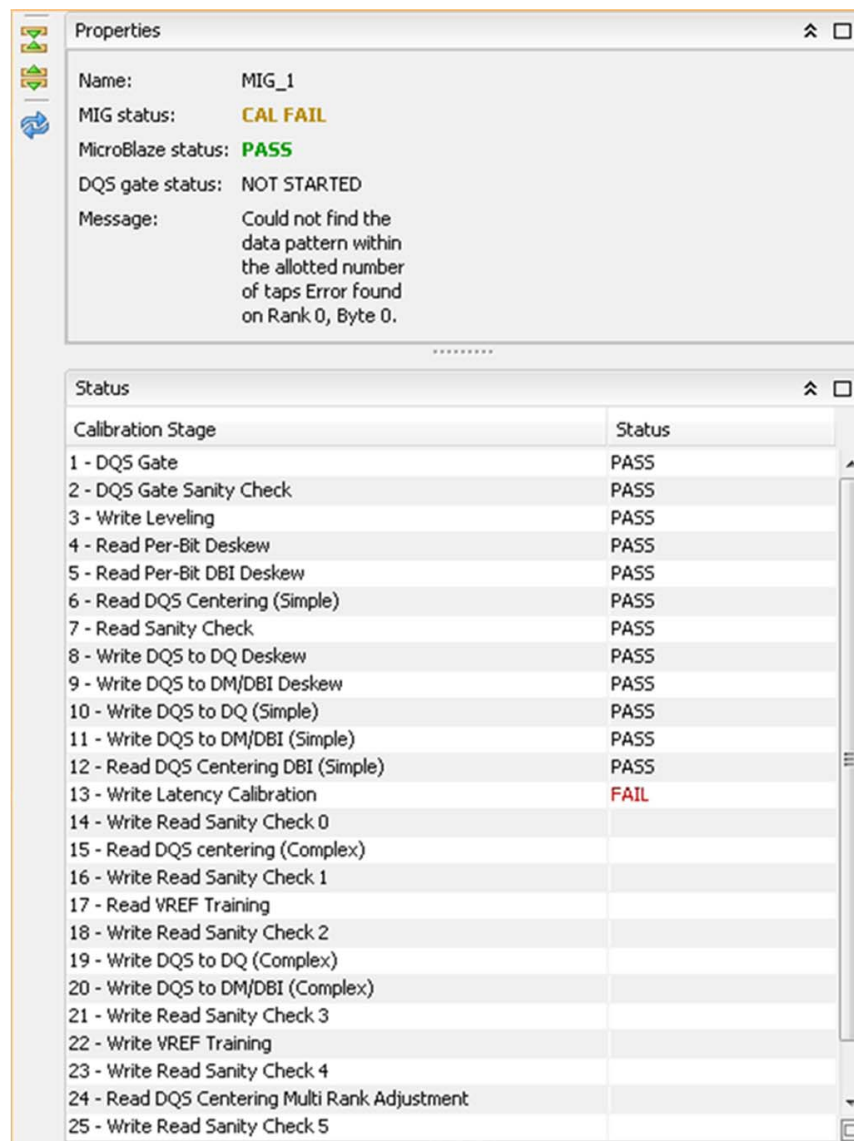 Properties
Name: MIG_1
MIG status: CAL FAIL
MicroBlaze status: PASS
DQS gate status: NOT STARTED
Message: Could not find the
data pattern within
the allotted number
of taps Error found
on Rank 0, Byte 0.
Status
Calibration Stage Status
1 - DQS Gate PASS
2 - DQS Gate Sanity Check PASS
3 - Write Leveling PASS
4 - Read Per-Bit Deskew PASS
5 - Read Per-Bit DBI Deskew PASS
6 - Read DQS Centering (Simple) PASS
7 - Read Sanity Check PASS
8 - Write DQS to DQ Deskew PASS
9 - Write DQS to DM/DBI Deskew PASS
10 - Write DQS to DQ (Simple) PASS
11 - Write DQS to DM/DBI (Simple) PASS
12 - Read DQS Centering DBI (Simple) PASS
13 - Write Latency Calibration FAIL
14 - Write Read Sanity Check 0
15 - Read DQS centering (Complex)
16 - Write Read Sanity Check 1
17 - Read VREF Training
18 - Write Read Sanity Check 2
19 - Write DQS to DQ (Complex)
20 - Write DQS to DM/DBI (Complex)
21 - Write Read Sanity Check 3
22 - Write VREF Training
23 - Write Read Sanity Check 4
24 - Read DQS Centering Multi Rank Adjustment
25 - Write Read Sanity Check 5